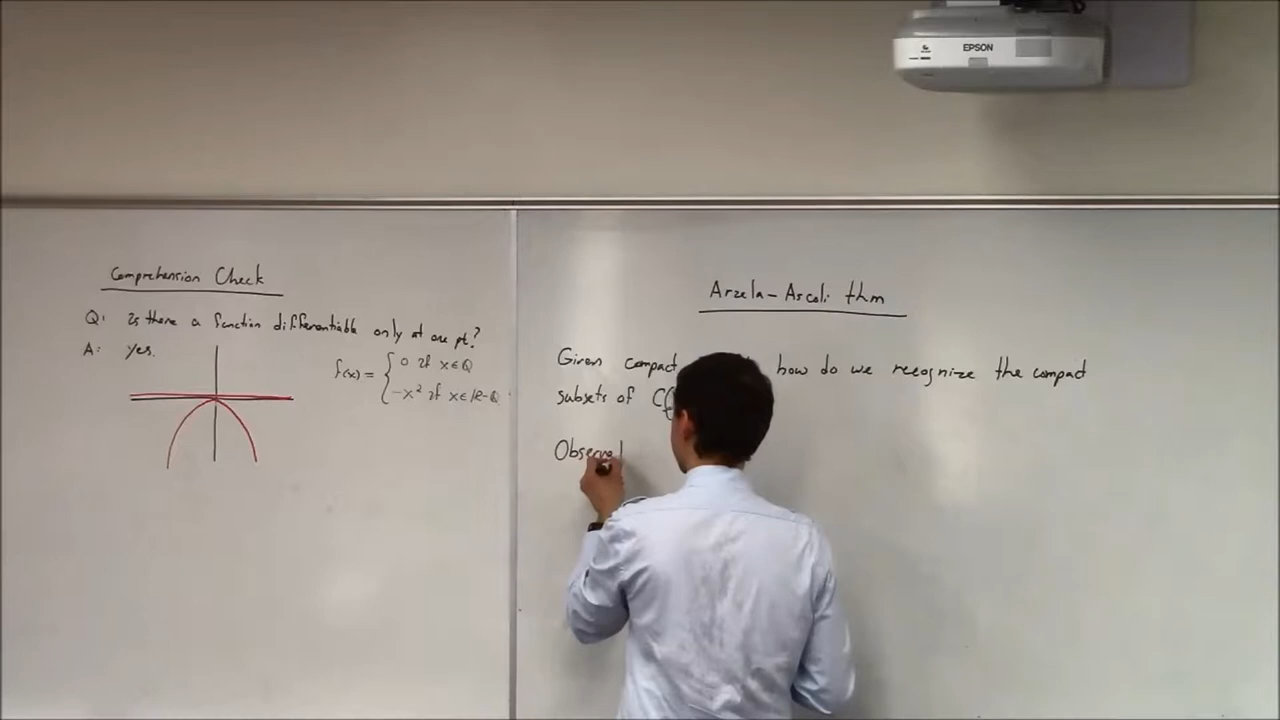 EPSON
Comprehension Check
Q: Is there a function differentiable only at one pt?
A: Yes.
f(x) = { 0 if x∈Q
-x² if x∈ℝ-Q
Arzela-Ascoli thm
Given compact how do we recognize the compact
subsets of C(
Observe